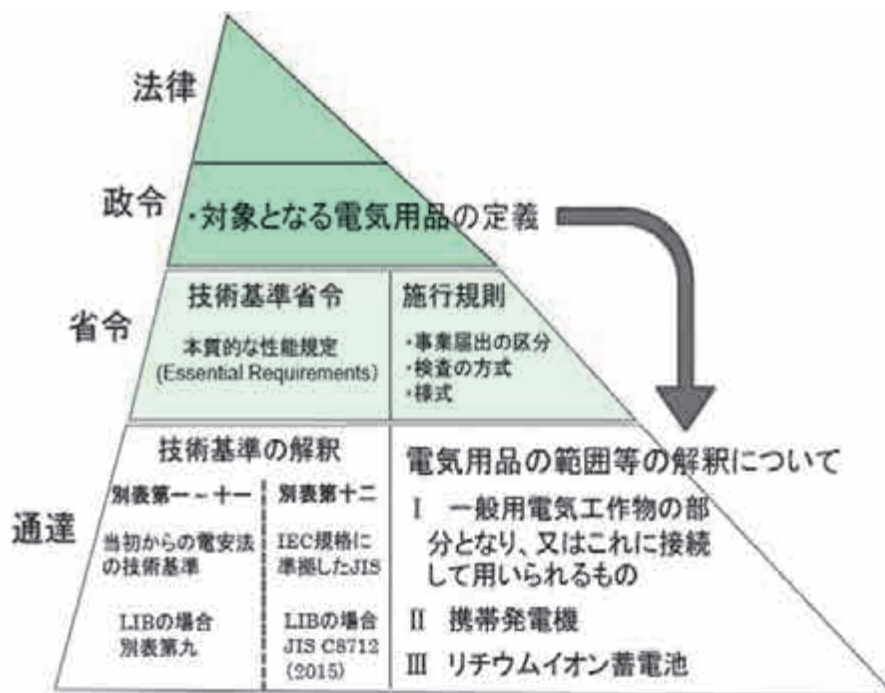 法律
政令
・対象となる電気用品の定義
省令
技術基準省令
本質的な性能規定
(Essential Requirements)
施行規則
・事業届出の区分
・検査の方式
・様式
通達
技術基準の解釈
別表第一~十一
当初からの電安法
の技術基準
LIBの場合
別表第九
別表第十二
IEC規格に
準拠したJIS
LIBの場合
JIS C8712
(2015)
電気用品の範囲等の解釈について
Ⅰ 一般用電気工作物の部
分となり、又はこれに接続
して用いられるもの
Ⅱ 携帯発電機
Ⅲ リチウムイオン蓄電池